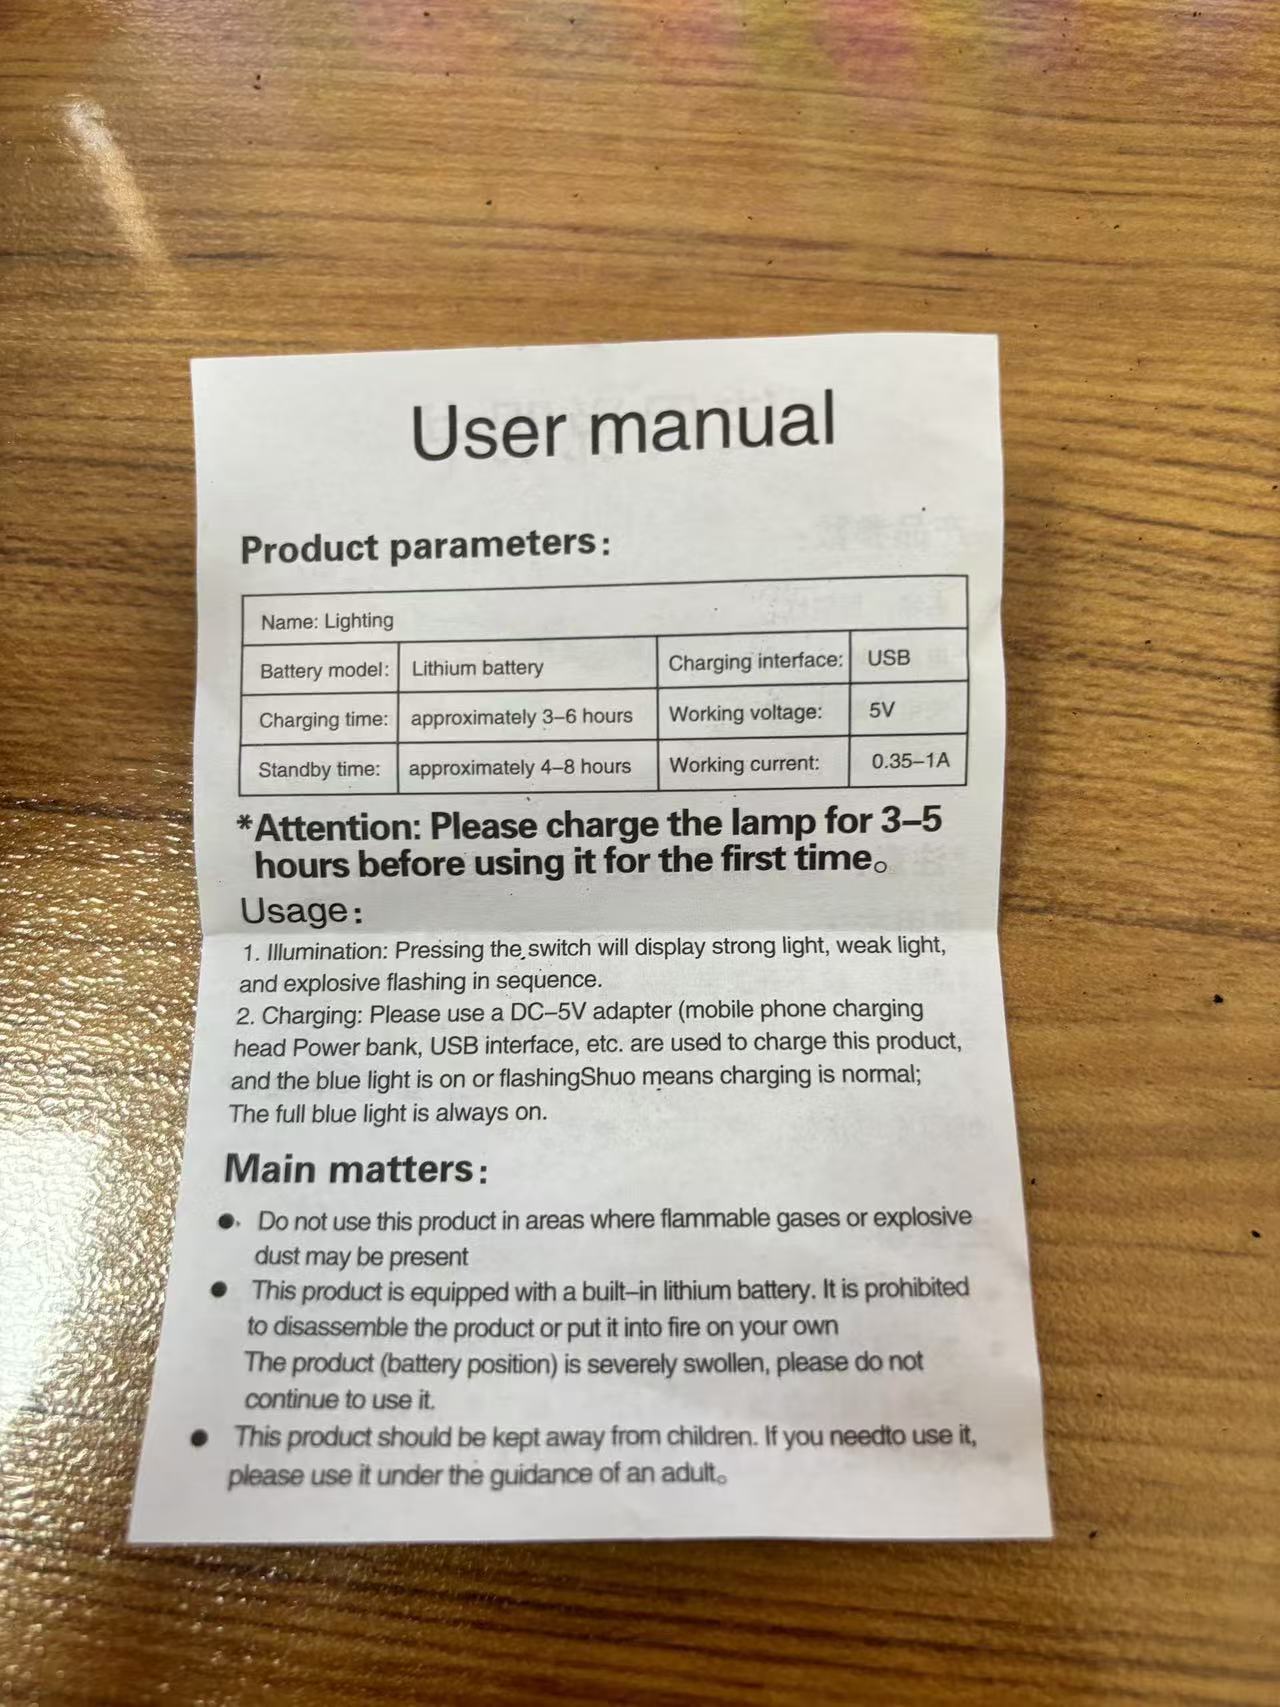 User manual
Product parameters:
Name: Lighting
Battery model: Lithium battery Charging interface: USB
Charging time: approximately 3–6 hours Working voltage: 5V
Standby time: approximately 4–8 hours Working current: 0.35–1A
*Attention: Please charge the lamp for 3–5
hours before using it for the first time。
Usage:
1. Illumination: Pressing the switch will display strong light, weak light,
and explosive flashing in sequence.
2. Charging: Please use a DC–5V adapter (mobile phone charging
head Power bank, USB interface, etc. are used to charge this product,
and the blue light is on or flashingShuo means charging is normal;
The full blue light is always on.
Main matters:
● Do not use this product in areas where flammable gases or explosive
dust may be present
● This product is equipped with a built–in lithium battery. It is prohibited
to disassemble the product or put it into fire on your own
The product (battery position) is severely swollen, please do not
continue to use it.
● This product should be kept away from children. If you needto use it,
please use it under the guidance of an adult。